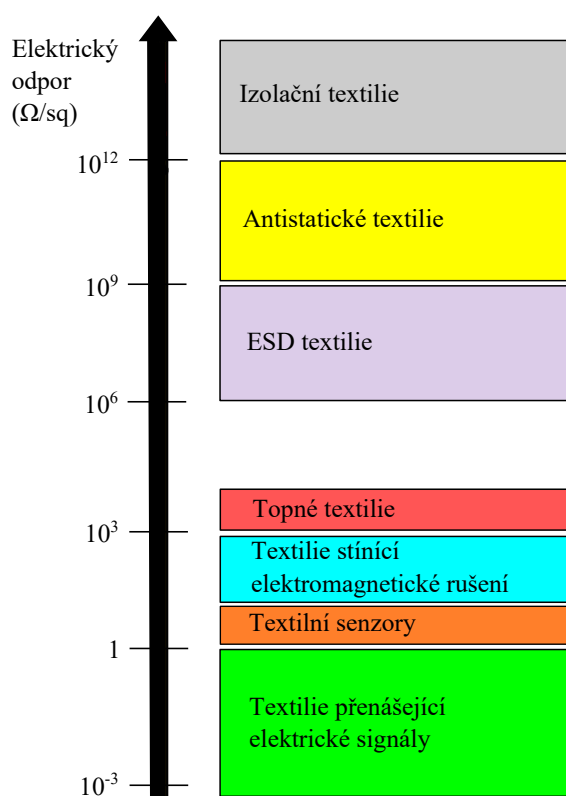 Elektrický
odpor
(Ω/sq)
Izolační textilie
10¹²
Antistatické textilie
10⁹
ESD textilie
10⁶
Topné textilie
10³
Textilie stínící
elektromagnetické rušení
Textilní senzory
1
Textilie přenášející
elektrické signály
10⁻³